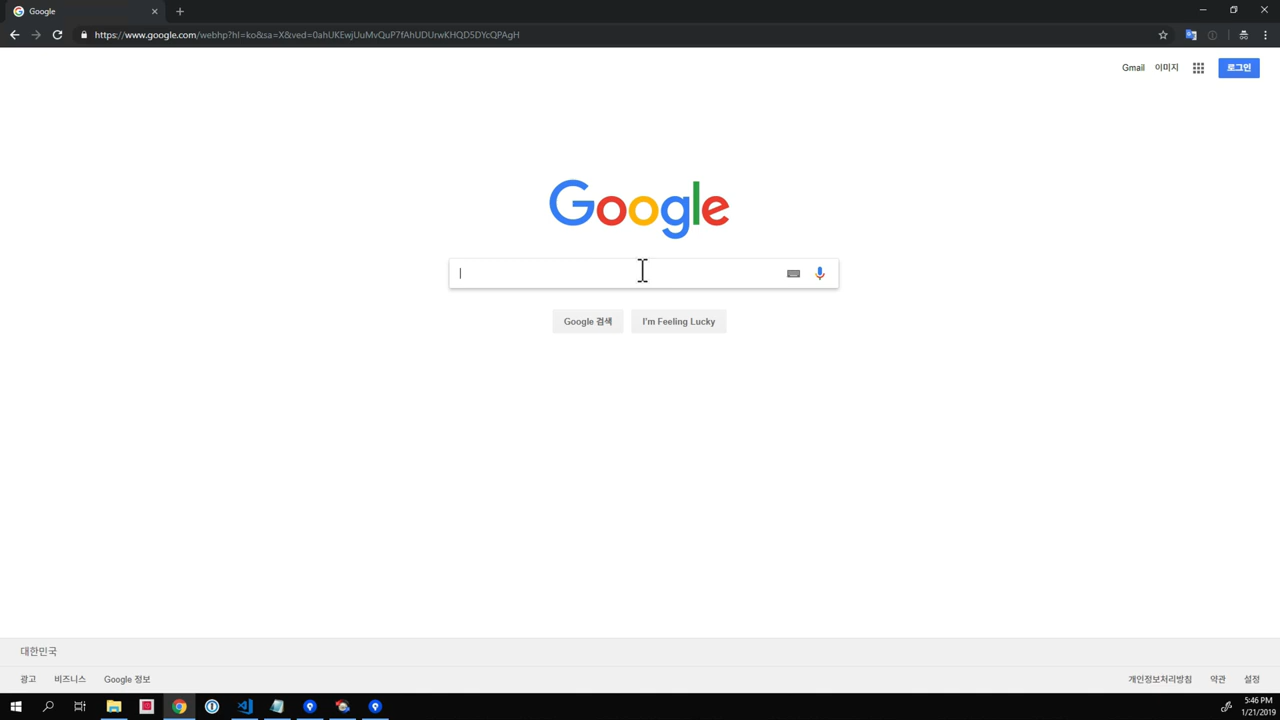 Google
https://www.google.com/webhp?hl=ko&sa=X&ved=0ahUKEwjUuMvQuP7fAhUDUrwKHQD5DYcQPAgH
Gmail 이미지 로그인
Google
Google 검색 I'm Feeling Lucky
대한민국
광고 비즈니스 Google 정보 개인정보처리방침 약관 설정
5:46 PM
1/21/2019